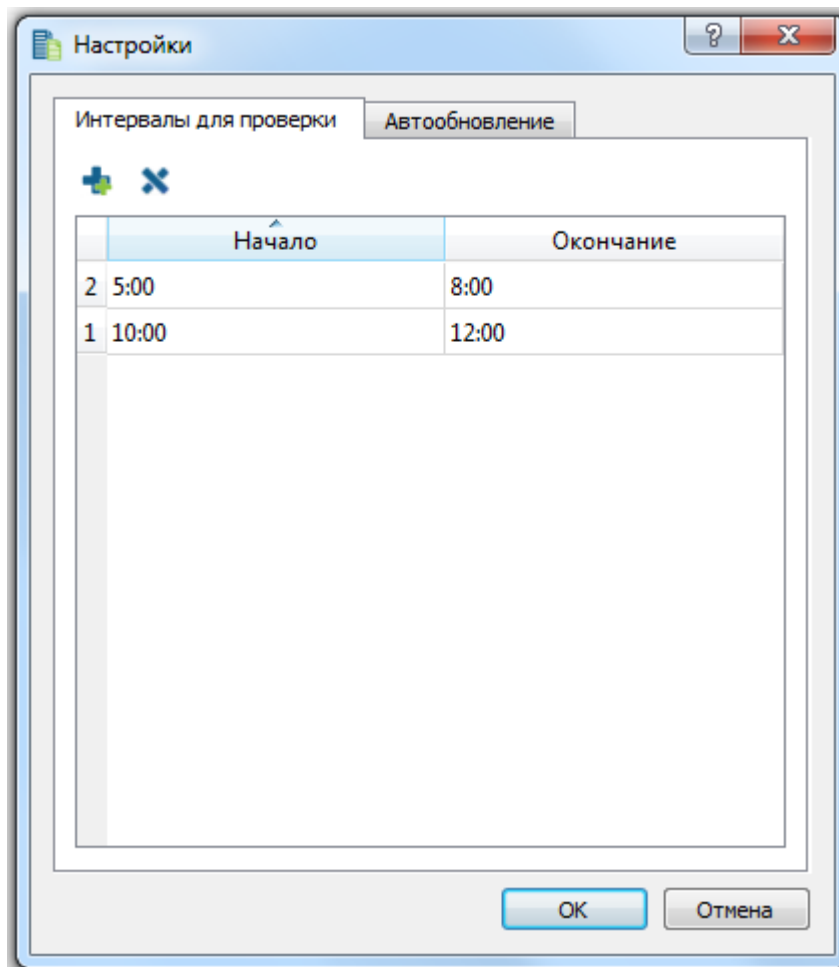 Настройки
Интервалы для проверки Автообновление
Начало Окончание
2 5:00 8:00
1 10:00 12:00
OK Отмена